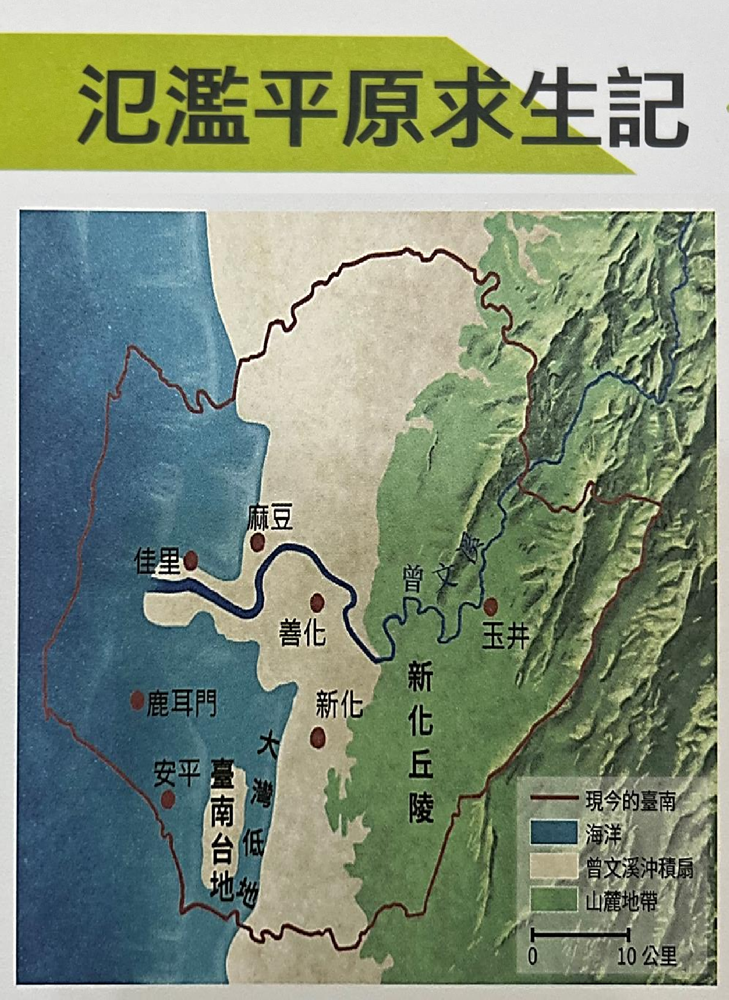 氾濫平原求生記
麻豆
佳里
曾文溪
善化
玉井
新化丘陵
鹿耳門
新化
大灣低地
安平
臺南台地
現今的臺南
海洋
曾文溪沖積扇
山麓地帶
0 10 公里